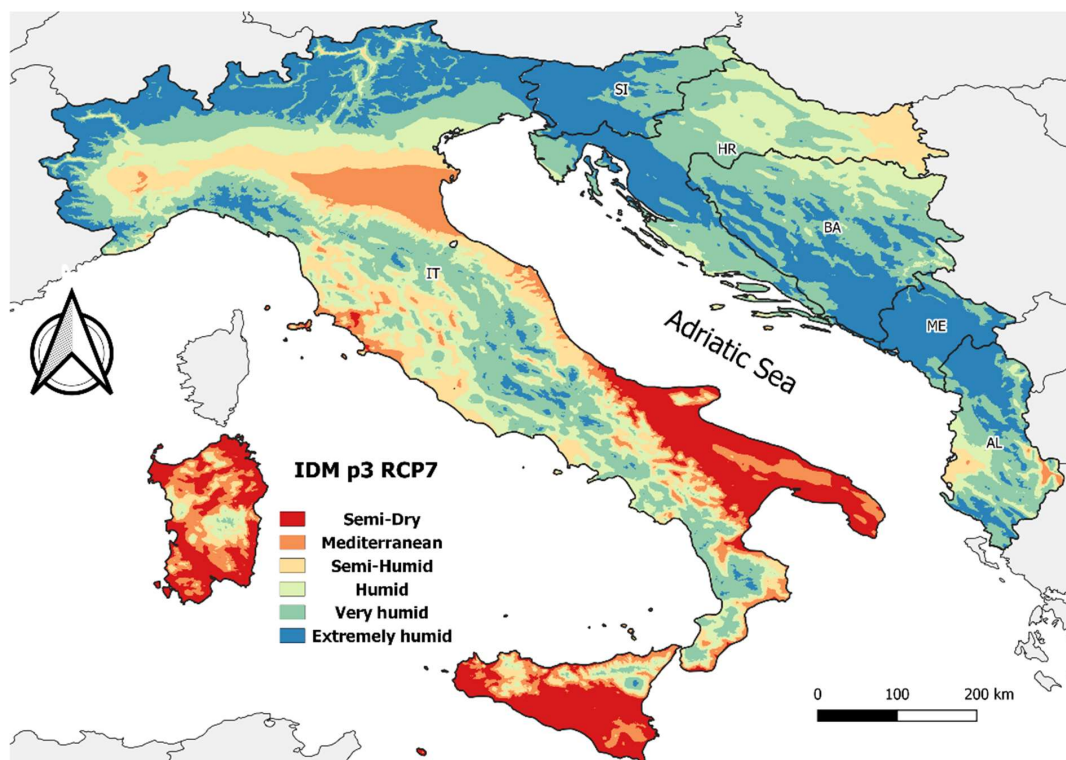 SI
HR
BA
IT
ME
Adriatic Sea
AL
IDM p3 RCP7
Semi-Dry
Mediterranean
Semi-Humid
Humid
Very humid
Extremely humid
0 100 200 km